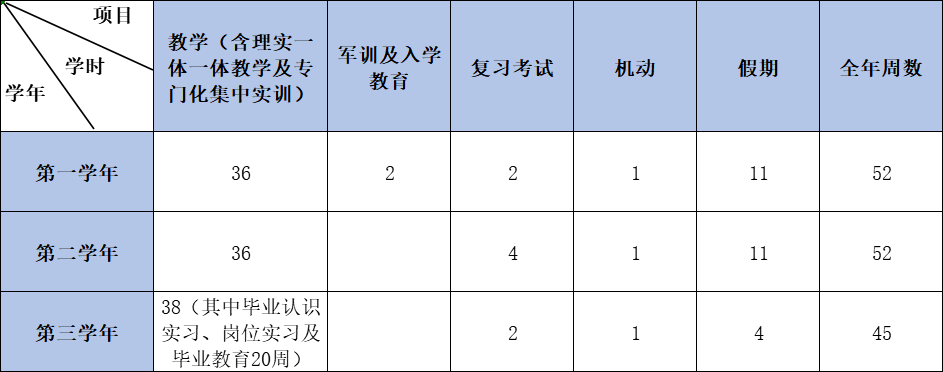 项目
学时
学年
教学（含理实一
体一体教学及专
门化集中实训）
军训及入学
教育
复习考试
机动
假期
全年周数
第一学年
36
2
2
1
11
52
第二学年
36
4
1
11
52
第三学年
38（其中毕业认识
实习、岗位实习及
毕业教育20周）
2
1
4
45